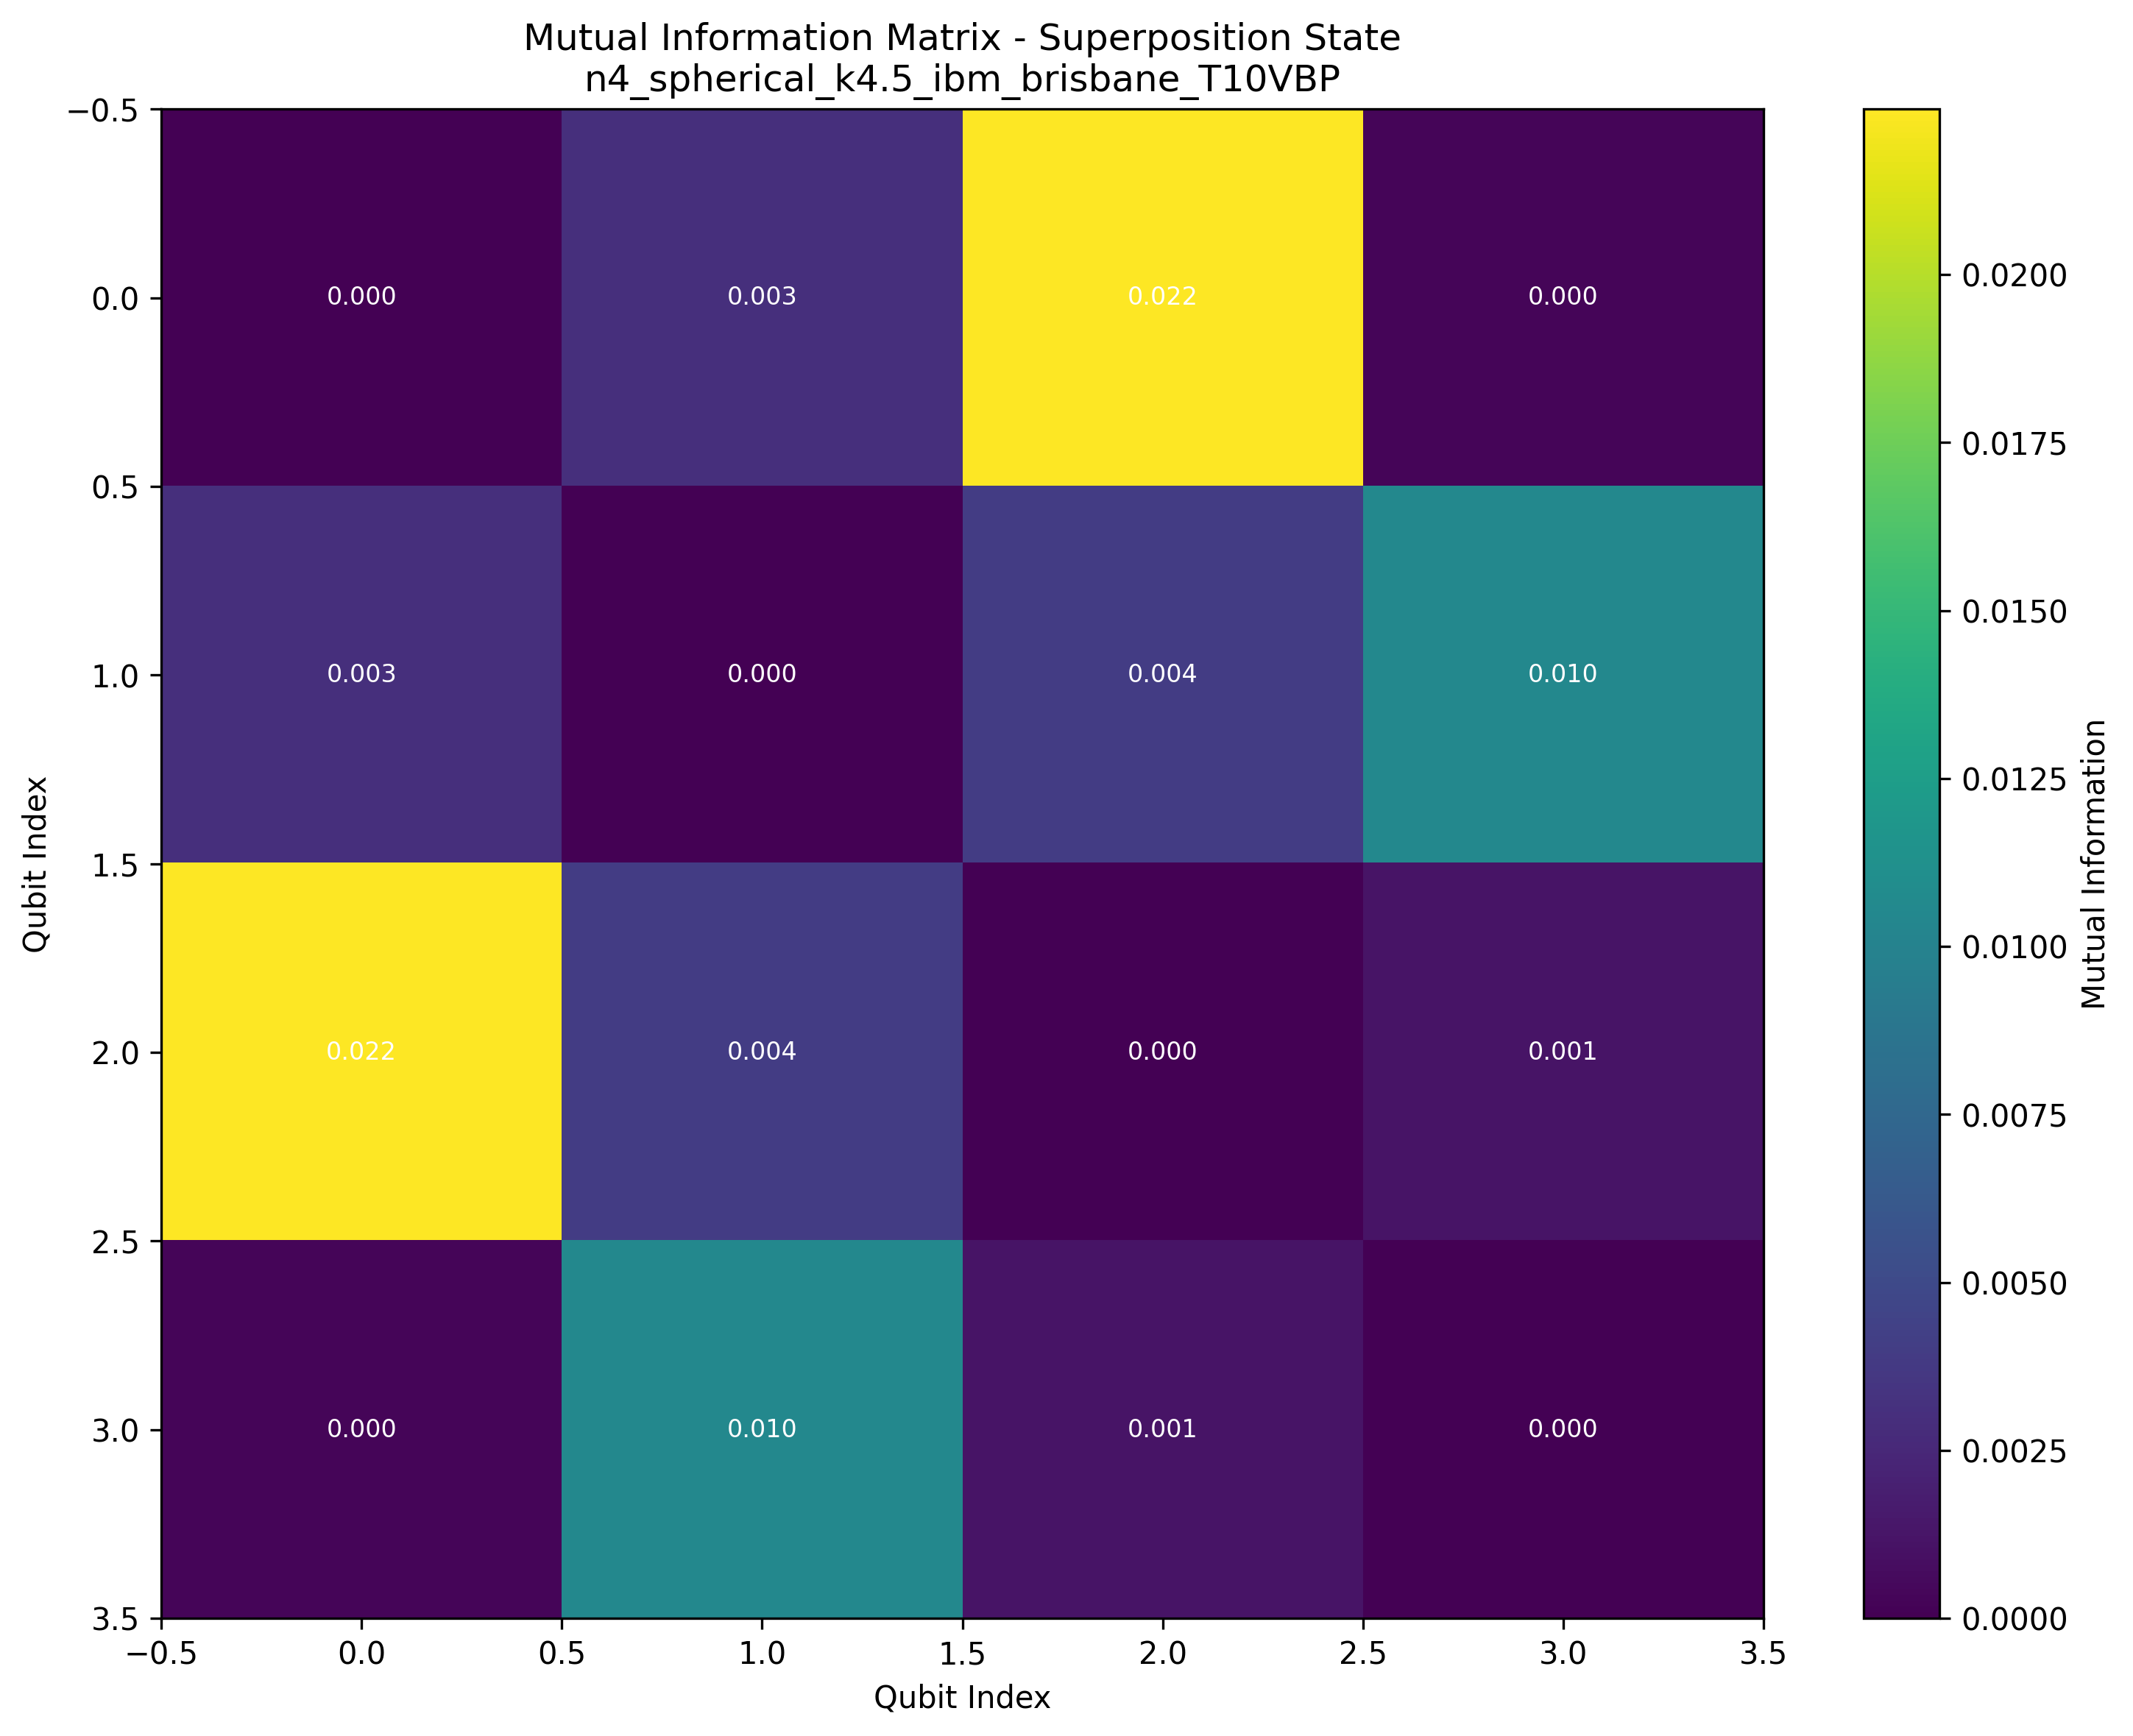 Mutual Information Matrix - Superposition State
n4_spherical_k4.5_ibm_brisbane_T10VBP
−0.5
0.0
0.5
1.0
1.5
2.0
2.5
3.0
3.5
Qubit Index
0.000 0.003 0.022 0.000
0.003 0.000 0.004 0.010
0.022 0.004 0.000 0.001
0.000 0.010 0.001 0.000
−0.5 0.0 0.5 1.0 1.5 2.0 2.5 3.0 3.5
Qubit Index
0.0200
0.0175
0.0150
0.0125
0.0100
0.0075
0.0050
0.0025
0.0000
Mutual Information